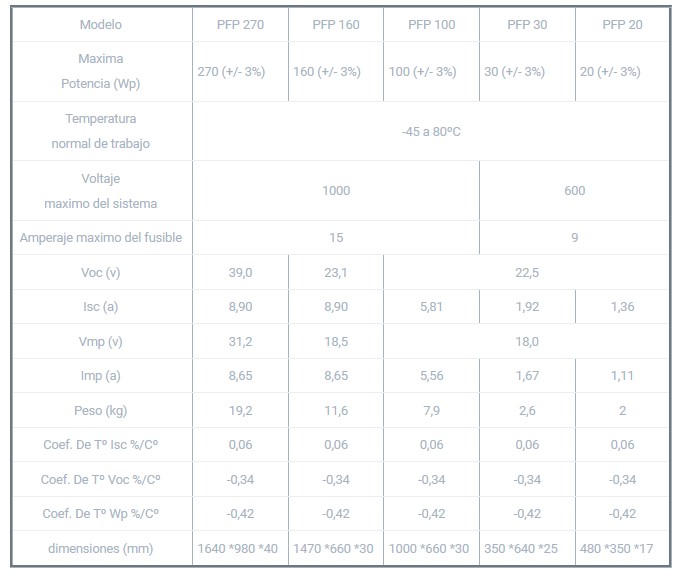 Modelo PFP 270 PFP 160 PFP 100 PFP 30 PFP 20
Maxima
Potencia (Wp) 270 (+/- 3%) 160 (+/- 3%) 100 (+/- 3%) 30 (+/- 3%) 20 (+/- 3%)
Temperatura
normal de trabajo -45 a 80ºC
Voltaje
maximo del sistema 1000 600
Amperaje maximo del fusible 15 9
Voc (v) 39,0 23,1 22,5
Isc (a) 8,90 8,90 5,81 1,92 1,36
Vmp (v) 31,2 18,5 18,0
Imp (a) 8,65 8,65 5,56 1,67 1,11
Peso (kg) 19,2 11,6 7,9 2,6 2
Coef. De Tº Isc %/Cº 0,06 0,06 0,06 0,06 0,06
Coef. De Tº Voc %/Cº -0,34 -0,34 -0,34 -0,34 -0,34
Coef. De Tº Wp %/Cº -0,42 -0,42 -0,42 -0,42 -0,42
dimensiones (mm) 1640 *980 *40 1470 *660 *30 1000 *660 *30 350 *640 *25 480 *350 *17